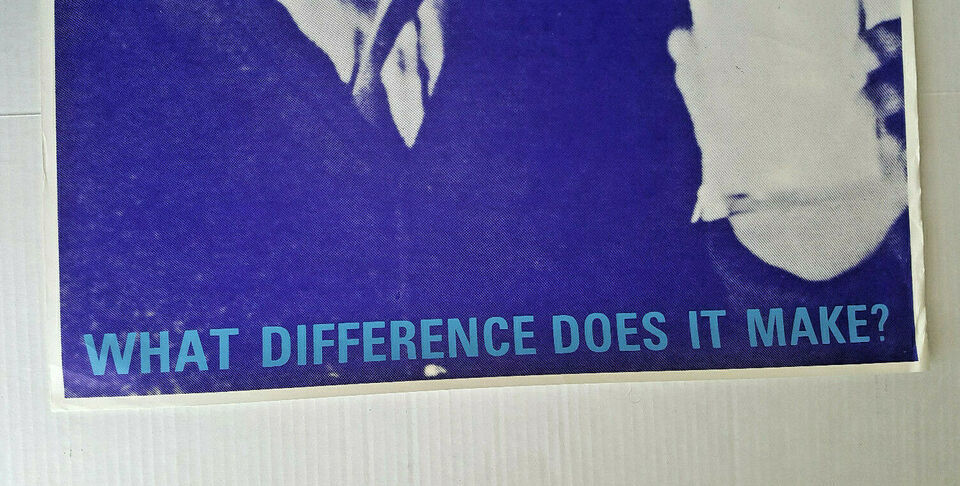 WHAT DIFFERENCE DOES IT MAKE?